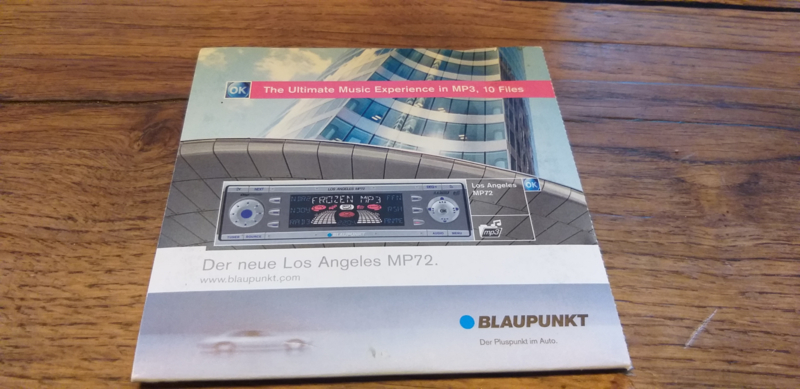 OK
The Ultimate Music Experience in MP3, 10 Files
LOS ANGELES MP72
FROZEN MP3
BLAUPUNKT
Los Angeles
MP72
OK
mp3
Der neue Los Angeles MP72.
www.blaupunkt.com
BLAUPUNKT
Der Pluspunkt im Auto.